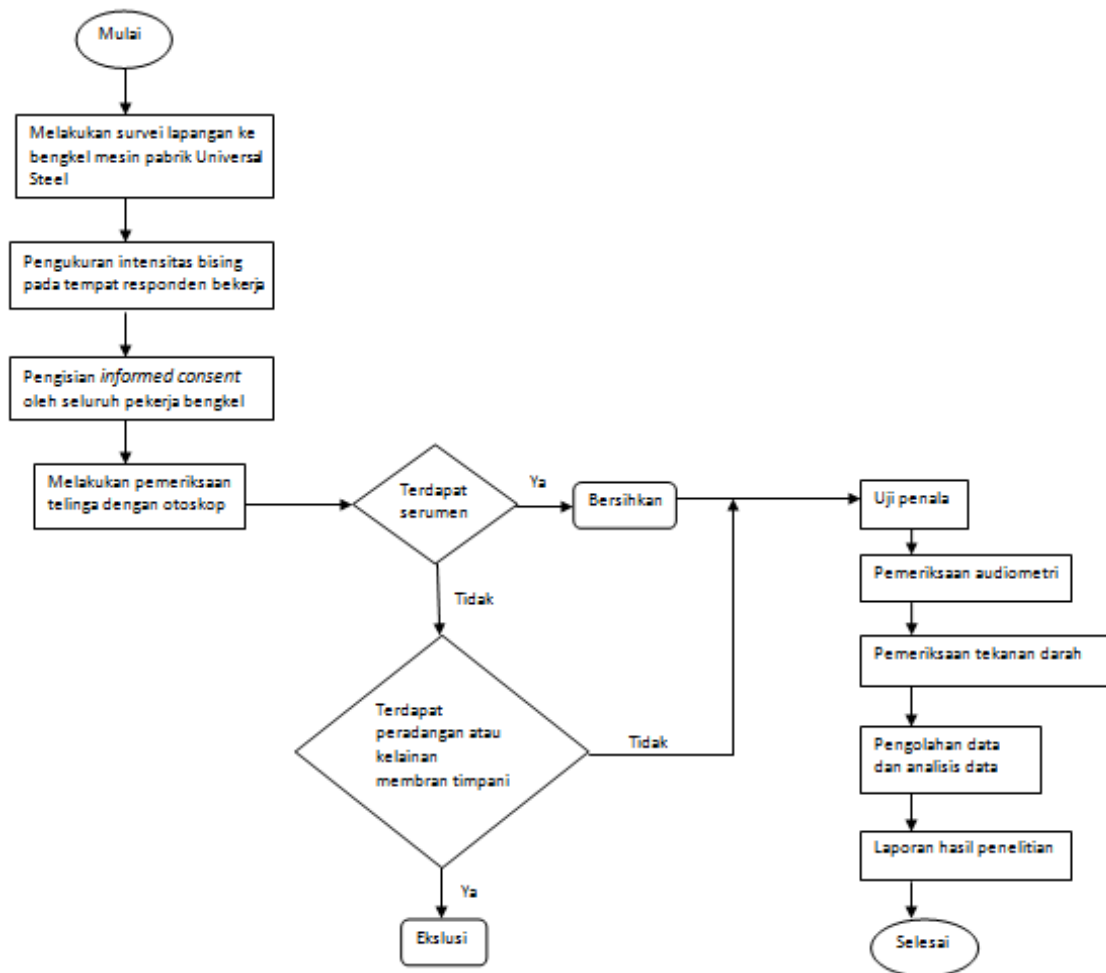 Mulai
Melakukan survei lapangan ke
bengkel mesin pabrik Universal
Steel
Pengukuran intensitas bising
pada tempat responden bekerja
Pengisian informed consent
oleh seluruh pekerja bengkel
Melakukan pemeriksaan
telinga dengan otoskop
Terdapat
serumen
Ya
Bersihkan
Tidak
Terdapat
peradangan atau
kelainan
membran timpani
Tidak
Ya
Ekslusi
Uji penala
Pemeriksaan audiometri
Pemeriksaan tekanan darah
Pengolahan data
dan analisis data
Laporan hasil penelitian
Selesai